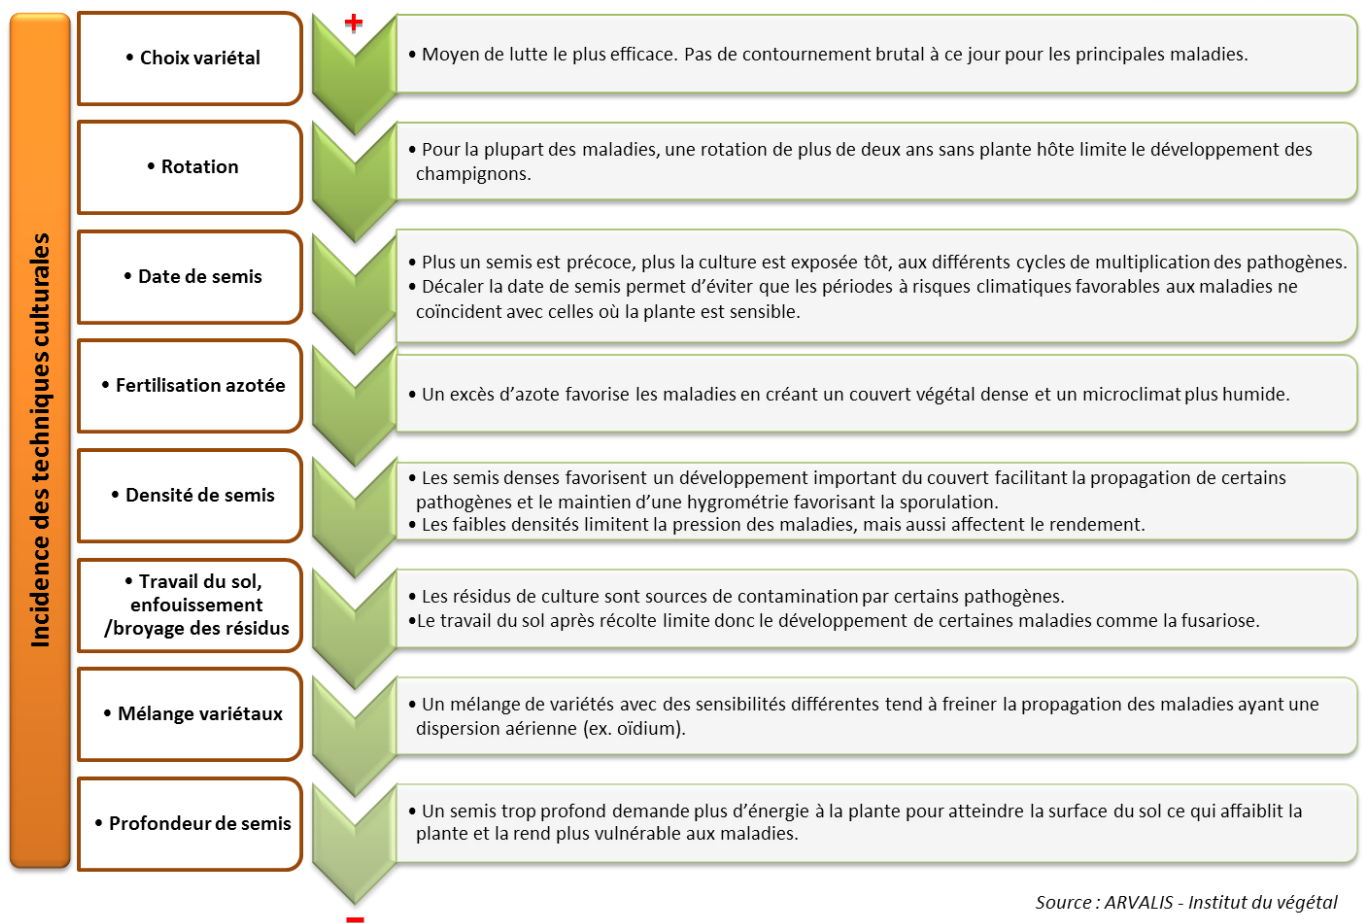 Incidence des techniques culturales
+
• Choix variétal
• Moyen de lutte le plus efficace. Pas de contournement brutal à ce jour pour les principales maladies.
• Rotation
• Pour la plupart des maladies, une rotation de plus de deux ans sans plante hôte limite le développement des
champignons.
• Date de semis
• Plus un semis est précoce, plus la culture est exposée tôt, aux différents cycles de multiplication des pathogènes.
• Décaler la date de semis permet d’éviter que les périodes à risques climatiques favorables aux maladies ne
coïncident avec celles où la plante est sensible.
• Fertilisation azotée
• Un excès d’azote favorise les maladies en créant un couvert végétal dense et un microclimat plus humide.
• Densité de semis
• Les semis denses favorisent un développement important du couvert facilitant la propagation de certains
pathogènes et le maintien d’une hygrométrie favorisant la sporulation.
• Les faibles densités limitent la pression des maladies, mais aussi affectent le rendement.
• Travail du sol,
enfouissement
/broyage des résidus
• Les résidus de culture sont sources de contamination par certains pathogènes.
•Le travail du sol après récolte limite donc le développement de certaines maladies comme la fusariose.
• Mélange variétaux
• Un mélange de variétés avec des sensibilités différentes tend à freiner la propagation des maladies ayant une
dispersion aérienne (ex. oïdium).
• Profondeur de semis
• Un semis trop profond demande plus d’énergie à la plante pour atteindre la surface du sol ce qui affaiblit la
plante et la rend plus vulnérable aux maladies.
–
Source : ARVALIS - Institut du végétal